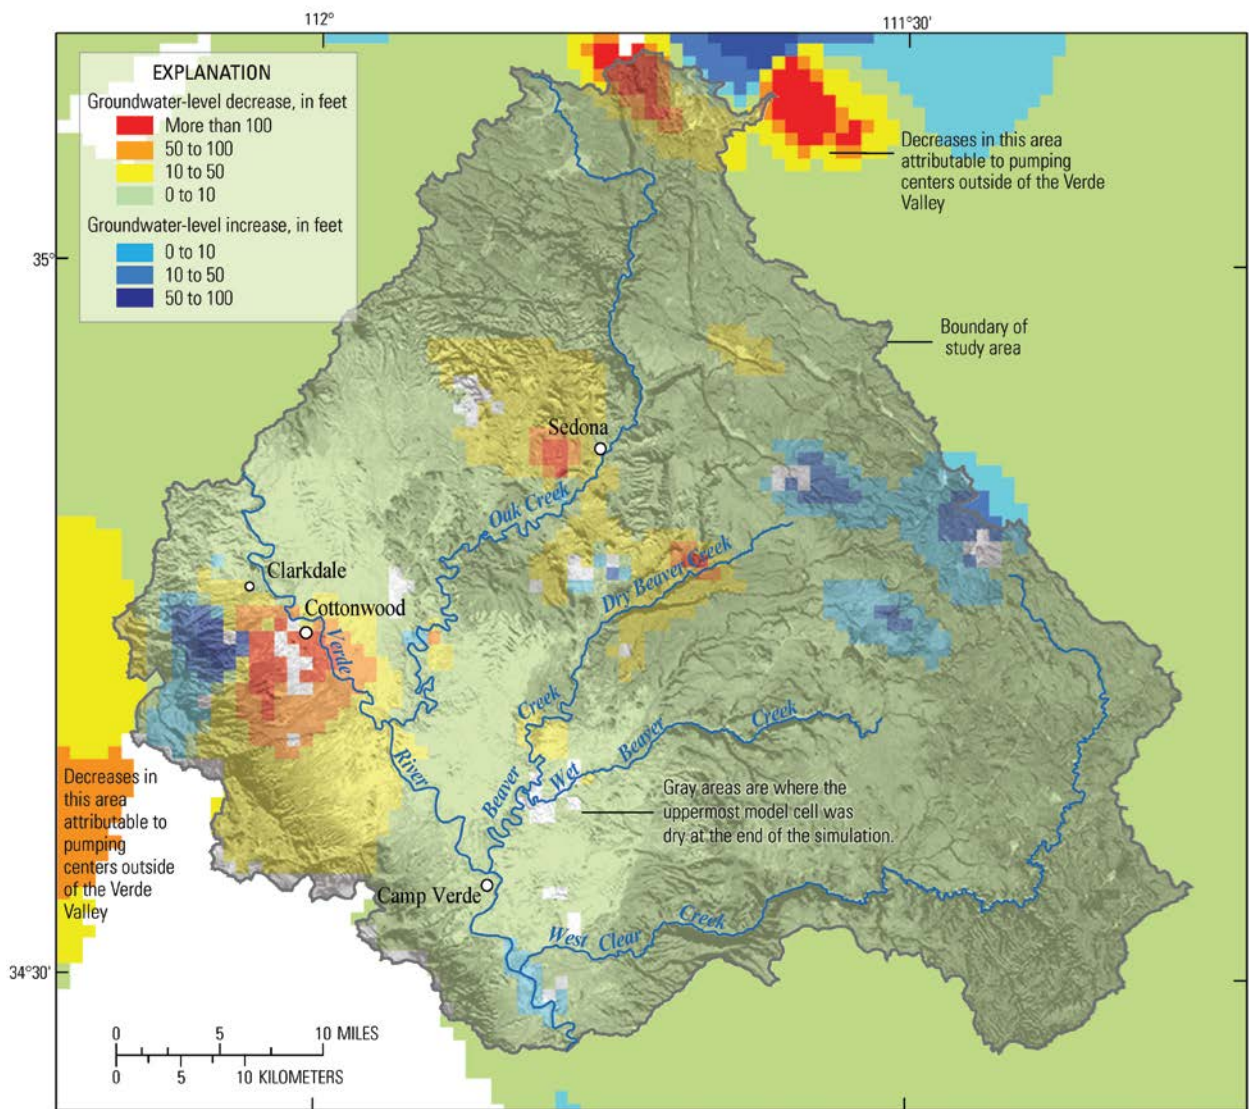 112°
111°30'
EXPLANATION
Groundwater-level decrease, in feet
More than 100
50 to 100
10 to 50
0 to 10
Groundwater-level increase, in feet
0 to 10
10 to 50
50 to 100
Decreases in this area
attributable to pumping
centers outside of the Verde
Valley
35°
Boundary of
study area
Sedona
Oak Creek
Clarkdale
Cottonwood
Dry Beaver Creek
Verde
River
Creek
Beaver
Wet
Beaver
Creek
Decreases in
this area
attributable to
pumping
centers outside
of the Verde
Valley
Gray areas are where the
uppermost model cell was
dry at the end of the simulation.
Camp Verde
West Clear
Creek
34°30'
0 5 10 MILES
0 5 10 KILOMETERS